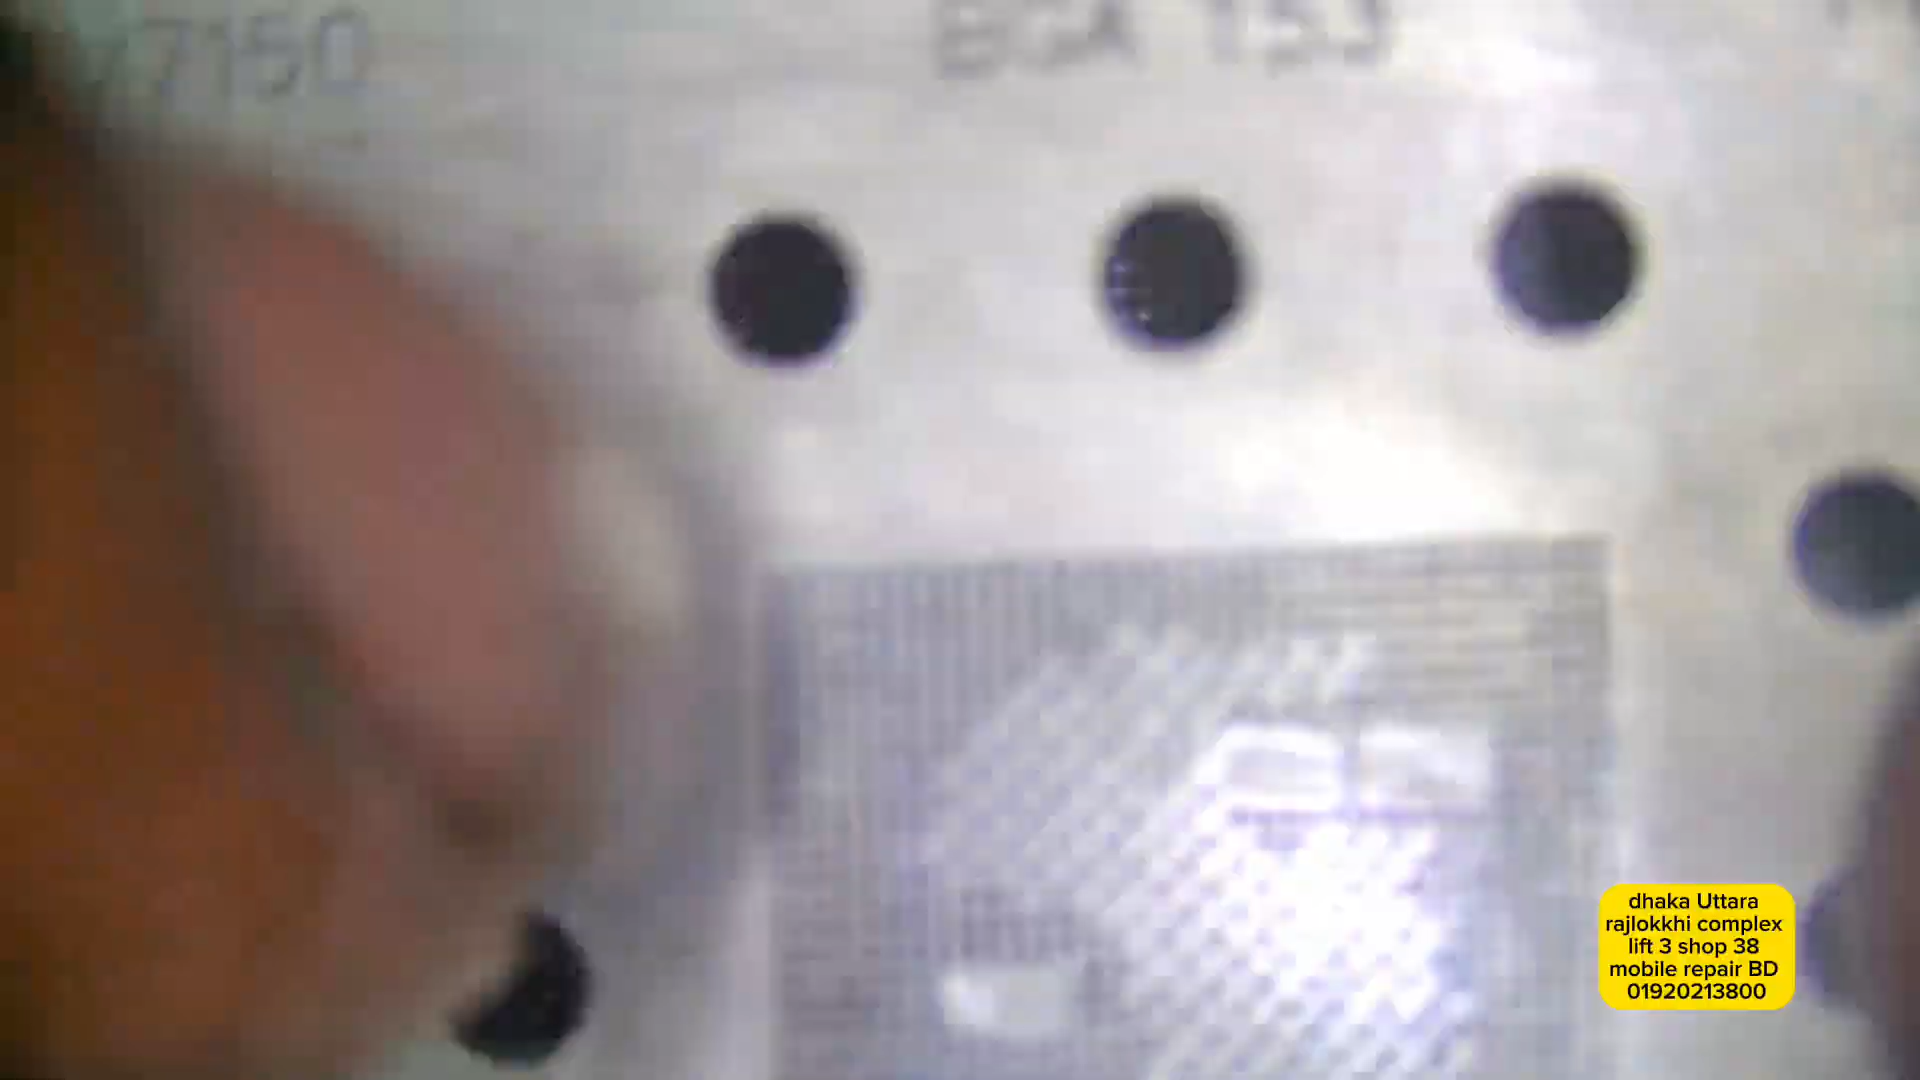 7150
BGA 153
dhaka Uttara
rajlokkhi complex
lift 3 shop 38
mobile repair BD
01920213800